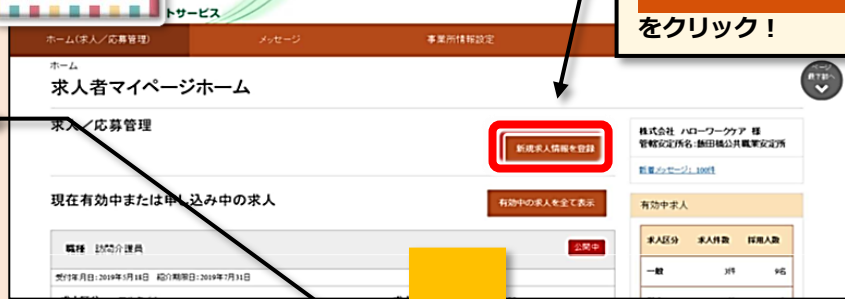 トサービス
をクリック！
ホーム(求人／応募管理)
メッセージ
事業所情報設定
ページ
最下部へ
ホーム
求人者マイページホーム
求人／応募管理
新規求人情報を登録
株式会社 ハローワークケア 様
管轄安定所名:飯田橋公共職業安定所
新着メッセージ: 100件
現在有効中または申し込み中の求人
有効中の求人を全て表示
有効中求人
職種 訪問介護員
公開中
求人区分 求人件数 採用人数
受付年月日:2019年5月18日 紹介期限日:2019年7月31日
一般 3件 9名